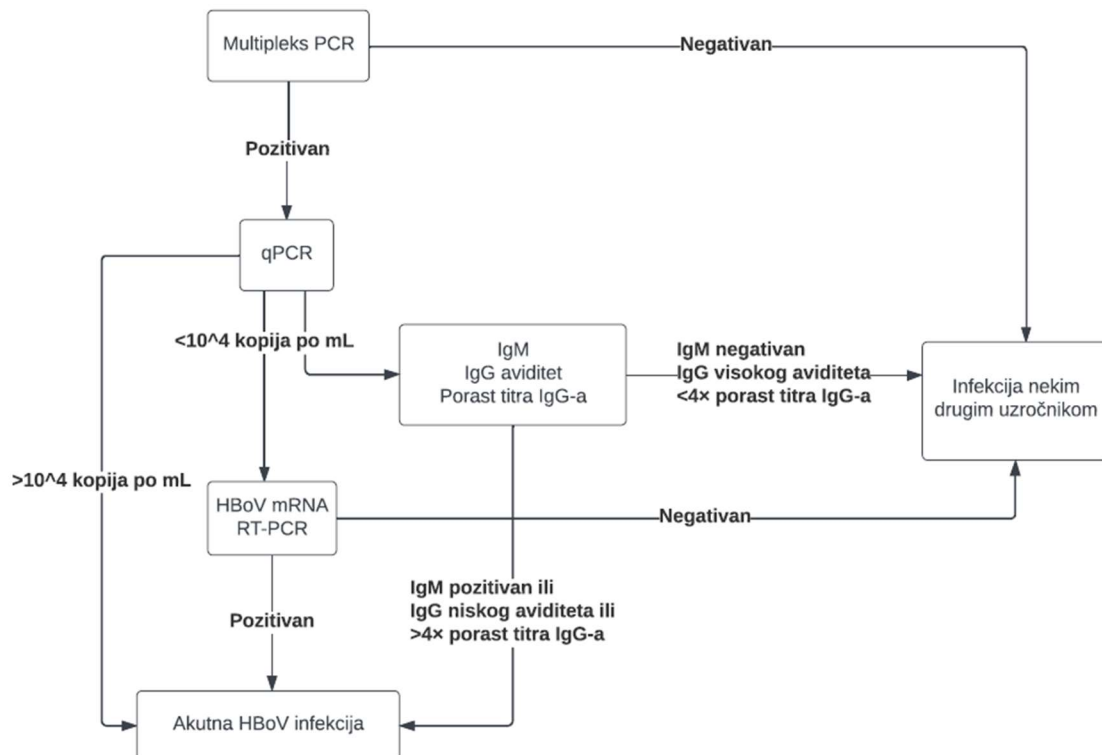 Multipleks PCR
Negativan
Pozitivan
qPCR
<10^4 kopija po mL
IgM
IgG aviditet
Porast titra IgG-a
IgM negativan
IgG visokog aviditeta
<4× porast titra IgG-a
Infekcija nekim
drugim uzročnikom
>10^4 kopija po mL
HBoV mRNA
RT-PCR
Negativan
IgM pozitivan ili
IgG niskog aviditeta ili
>4× porast titra IgG-a
Pozitivan
Akutna HBoV infekcija